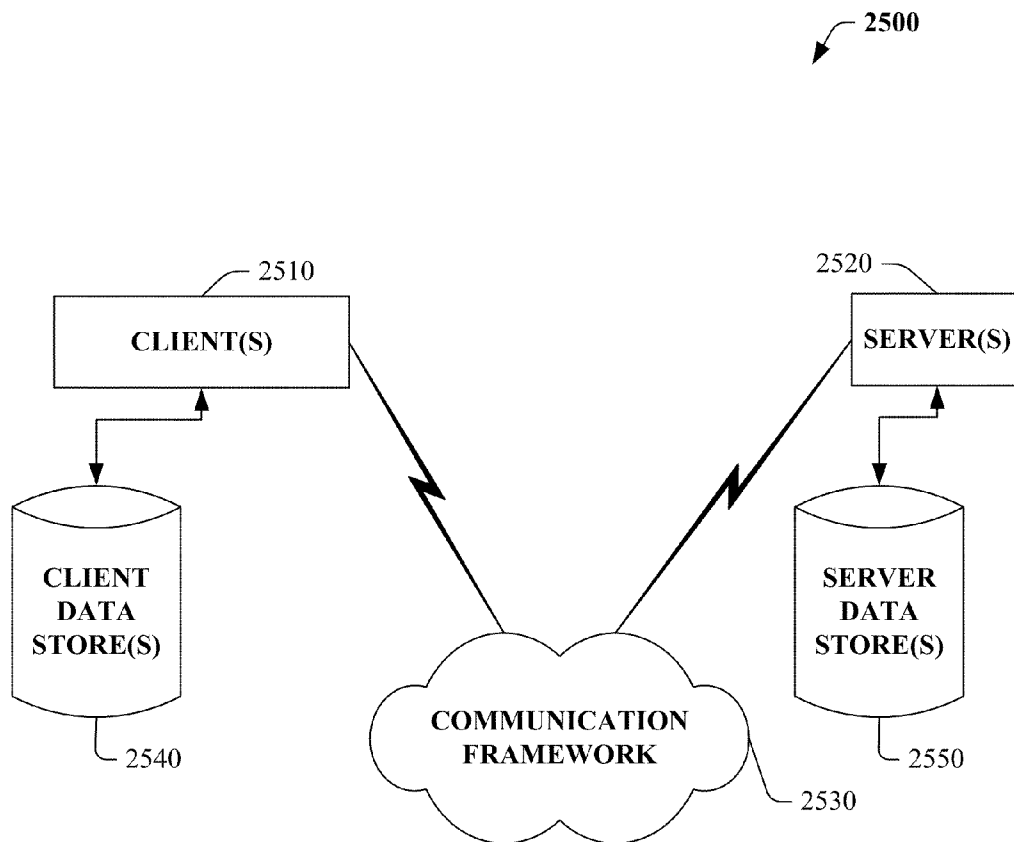 2500
2510
CLIENT(S)
2520
SERVER(S)
CLIENT
DATA
STORE(S)
2540
SERVER
DATA
STORE(S)
2550
COMMUNICATION
FRAMEWORK
2530